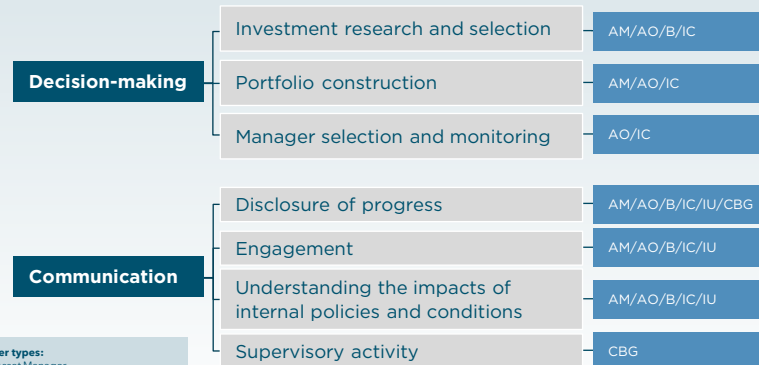 Decision-making
Investment research and selection
AM/AO/B/IC
Portfolio construction
AM/AO/IC
Manager selection and monitoring
AO/IC
Communication
Disclosure of progress
AM/AO/B/IC/IU/CBG
Engagement
AM/AO/B/IC/IU
Understanding the impacts of
internal policies and conditions
AM/AO/B/IC/IU
Supervisory activity
CBG
types: